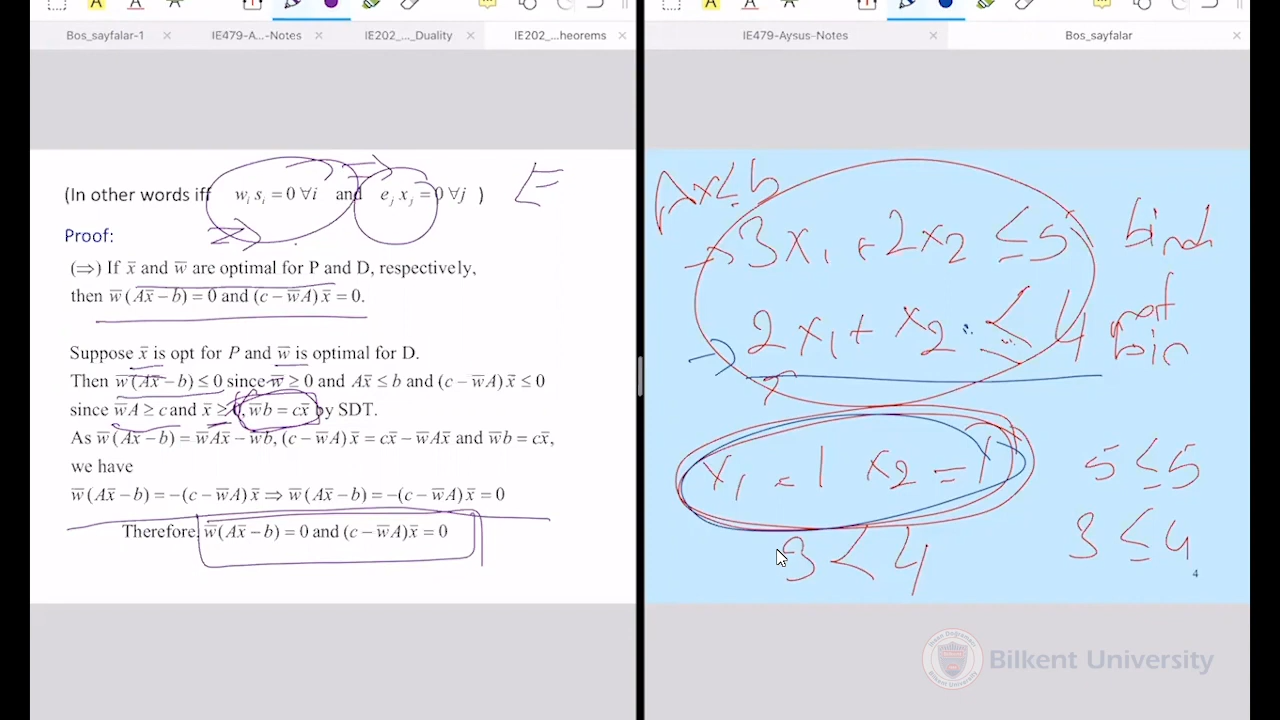 Bos_sayfalar-1 × IE479-A...-Notes × IE202_..._Duality × IE202_...heorems ×
(In other words iff wᵢ sᵢ = 0 ∀i and eⱼ xⱼ = 0 ∀j )
Proof:
(⇒) If x̄ and w̄ are optimal for P and D, respectively,
then w̄(Ax̄ − b) = 0 and (c − w̄A)x̄ = 0.
Suppose x̄ is opt for P and w̄ is optimal for D.
Then w̄(Ax̄ − b) ≤ 0 since w̄ ≥ 0 and Ax̄ ≤ b and (c − w̄A)x̄ ≤ 0
since w̄A ≥ c and x̄ ≥ 0, w̄b = cx̄ by SDT.
As w̄(Ax̄ − b) = w̄Ax̄ − w̄b, (c − w̄A)x̄ = cx̄ − w̄Ax̄ and w̄b = cx̄,
we have
w̄(Ax̄ − b) = −(c − w̄A)x̄ ⇒ w̄(Ax̄ − b) = −(c − w̄A)x̄ = 0
Therefore, w̄(Ax̄ − b) = 0 and (c − w̄A)x̄ = 0
IE479-Aysus-Notes × Bos_sayfalar ×
Ax ≤ b
→ 3x₁ + 2x₂ ≤ 5
→ 2x₁ + x₂ ≤ 4 not
x₁ = 1 x₂ = 1 5 ≤ 5
3 < 4 3 ≤ 4
4
Bilkent University